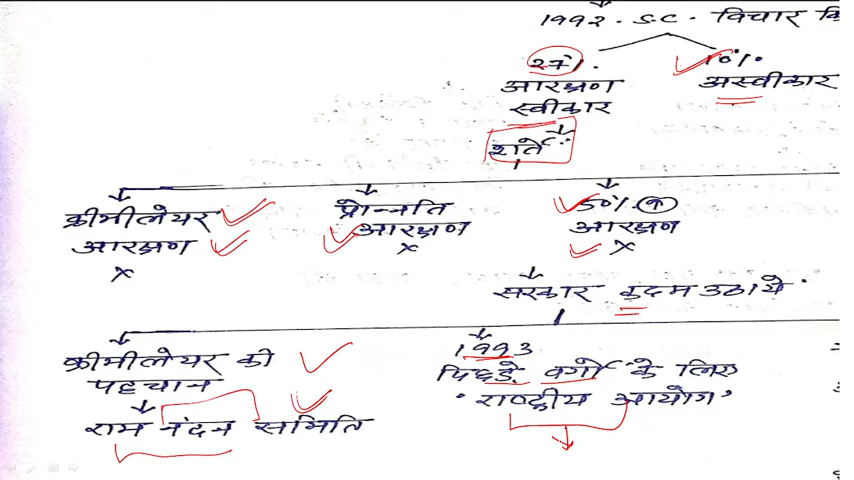 1992. S.C. विचार
27%. 10%.
आरक्षण अस्वीकार
स्वीकार
शर्ते
क्रीमीलेयर प्रोन्नति 50%
आरक्षण आरक्षण आरक्षण
x x x
सरकार कदम उठाये
क्रीमीलेयर की 1993
पहचान पिछड़े वर्गो के लिए
राम नंदन समिति 'राष्ट्रीय आयोग'